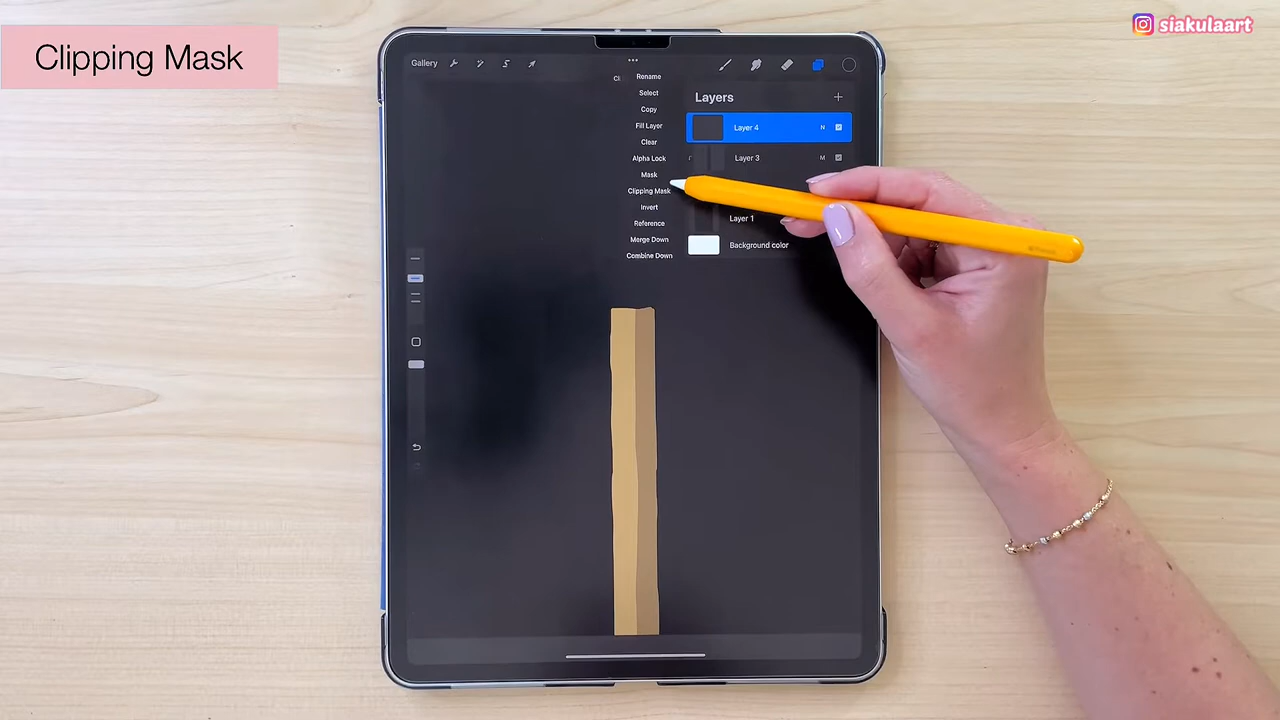 Clipping Mask
siakulaart
Gallery
Rename
Select
Copy
Fill Layer
Clear
Alpha Lock
Mask
Clipping Mask
Invert
Reference
Merge Down
Combine Down
Layers
Layer 4 N
Layer 3 M
Layer 1
Background color